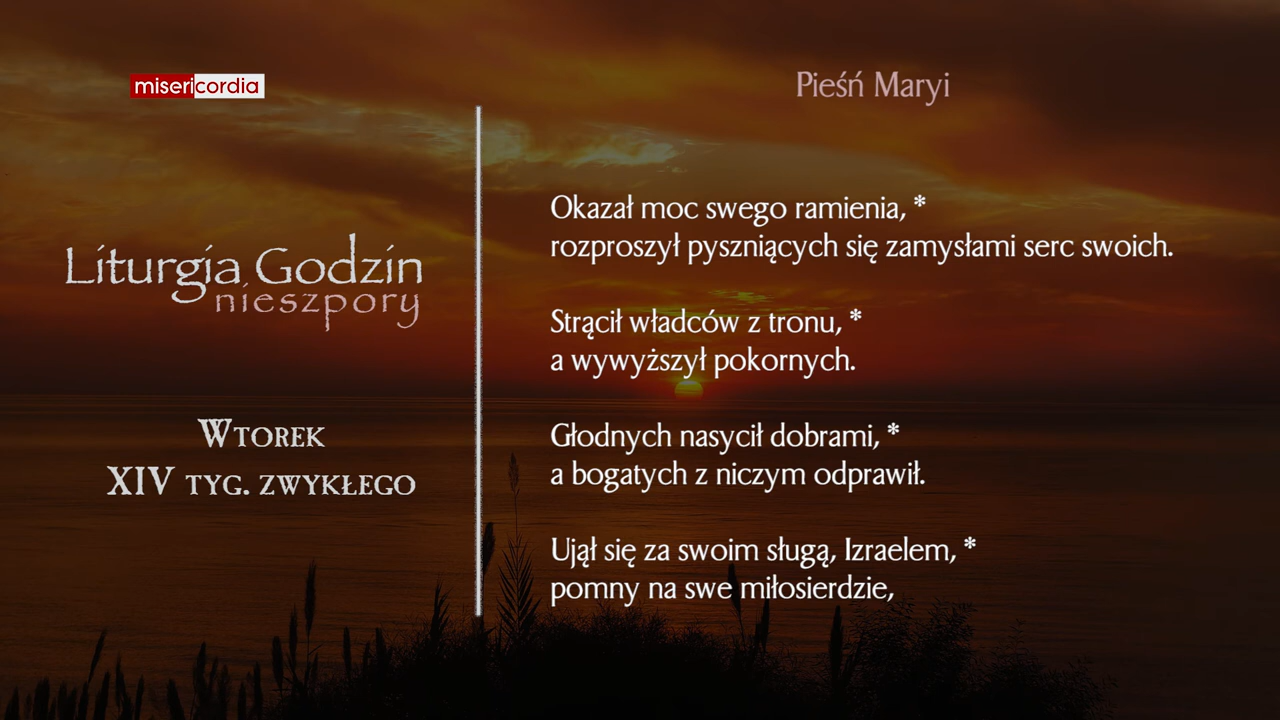 misericordia
Liturgia Godzin
nieszpory
Wtorek
XIV tyg. zwykłego
Pieśń Maryi
Okazał moc swego ramienia, *
rozproszył pyszniących się zamysłami serc swoich.
Strącił władców z tronu, *
a wywyższył pokornych.
Głodnych nasycił dobrami, *
a bogatych z niczym odprawił.
Ujął się za swoim sługą, Izraelem, *
pomny na swe miłosierdzie,